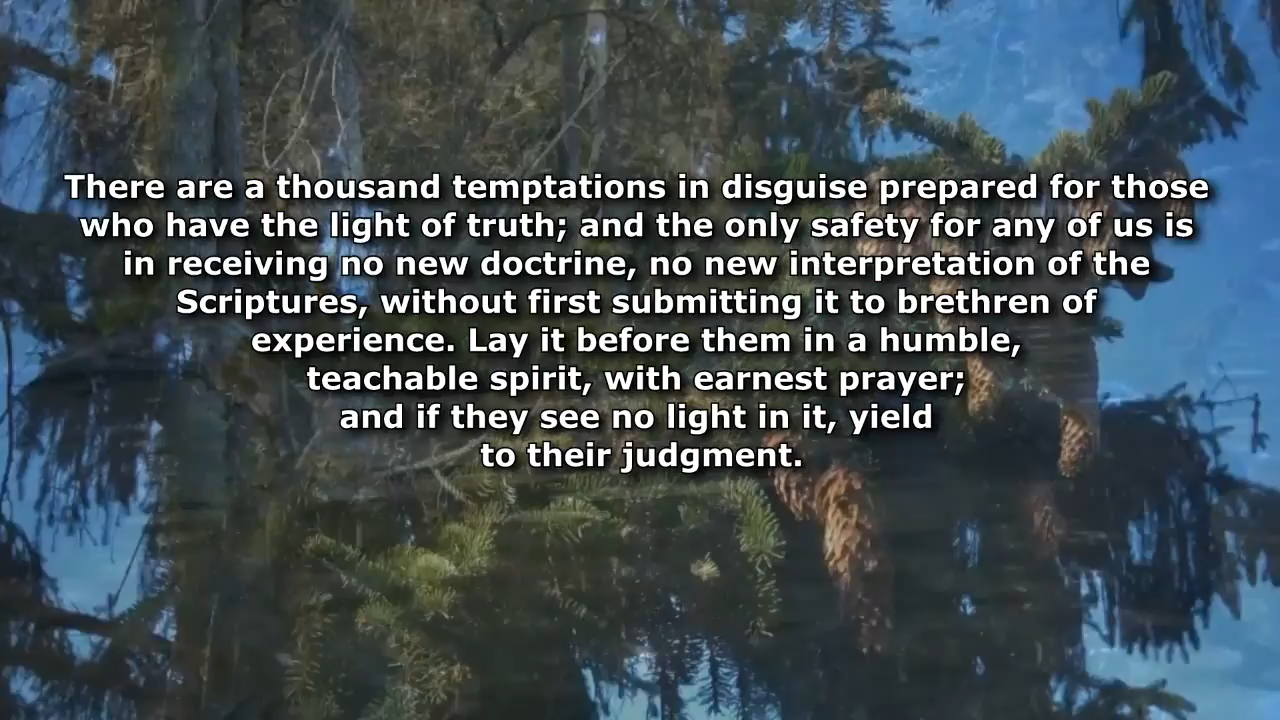 There are a thousand temptations in disguise prepared for those
who have the light of truth; and the only safety for any of us is
in receiving no new doctrine, no new interpretation of the
Scriptures, without first submitting it to brethren of
experience. Lay it before them in a humble,
teachable spirit, with earnest prayer;
and if they see no light in it, yield
to their judgment.